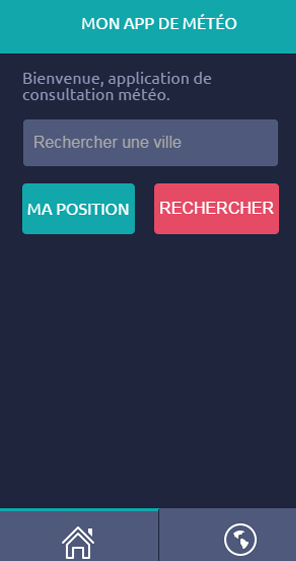 MON APP DE MÉTÉO
Bienvenue, application de
consultation météo.
Rechercher une ville
MA POSITION
RECHERCHER